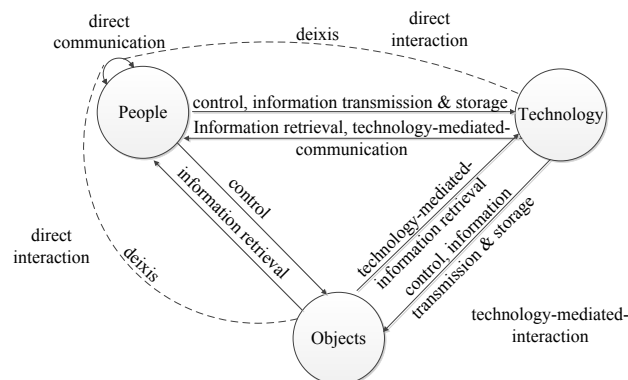 direct
communication
deixis
direct
interaction
People
control, information transmission & storage
Information retrieval, technology-mediated-
communication
Technology
control
information retrieval
technology-mediated-
information retrieval
control, information
transmission & storage
direct
interaction
deixis
Objects
technology-mediated-
interaction